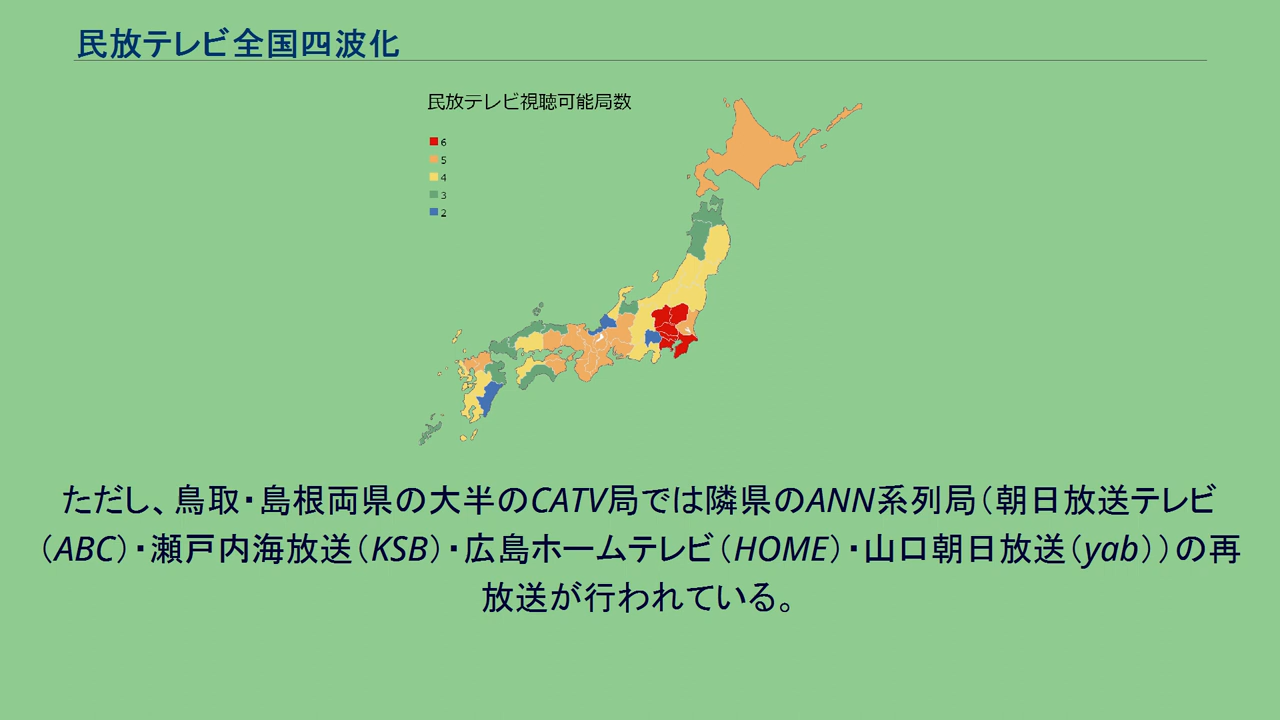 民放テレビ全国四波化
民放テレビ視聴可能局数
6
5
4
3
2
ただし、鳥取・島根両県の大半のCATV局では隣県のANN系列局（朝日放送テレビ
（ABC）・瀬戸内海放送（KSB）・広島ホームテレビ（HOME）・山口朝日放送（yab））の再
放送が行われている。